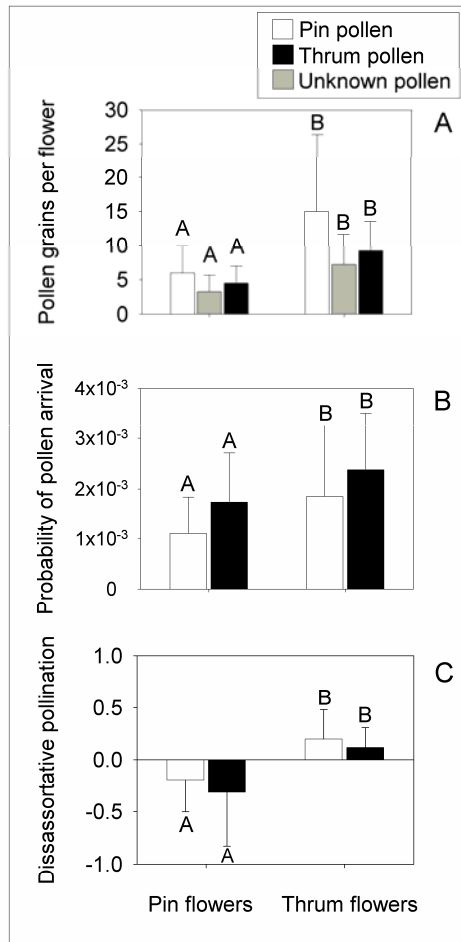 Pin pollen
Thrum pollen
Unknown pollen
A
Pollen grains per flower
30
25
20
15
10
5
0
A
A
A
B
B
B
B
Probability of pollen arrival
4x10⁻³
3x10⁻³
2x10⁻³
1x10⁻³
0
A
A
B
B
C
Dissassortative pollination
1.0
0.5
0.0
-0.5
-1.0
A
A
B
B
Pin flowers
Thrum flowers